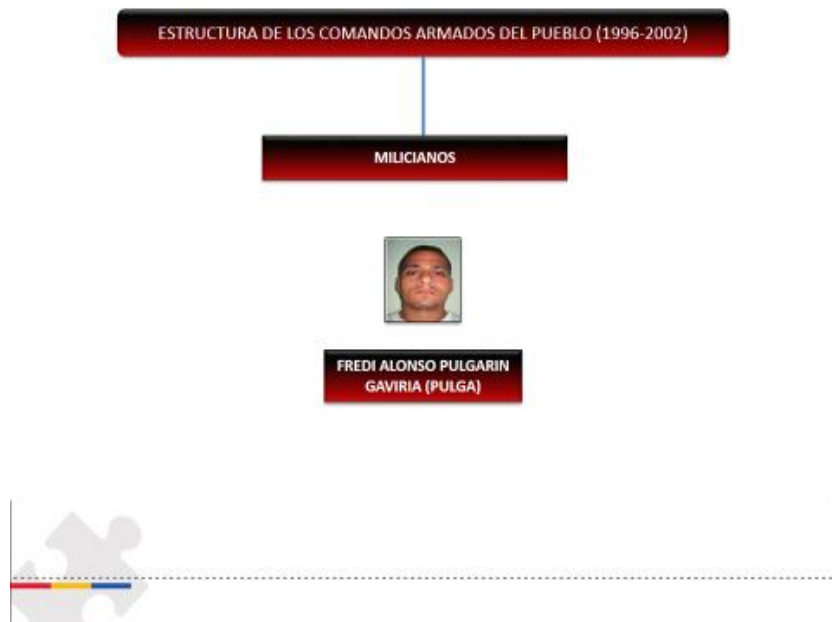 ESTRUCTURA DE LOS COMANDOS ARMADOS DEL PUEBLO (1996-2002)
MILICIANOS
FREDI ALONSO PULGARIN
GAVIRIA (PULGA)